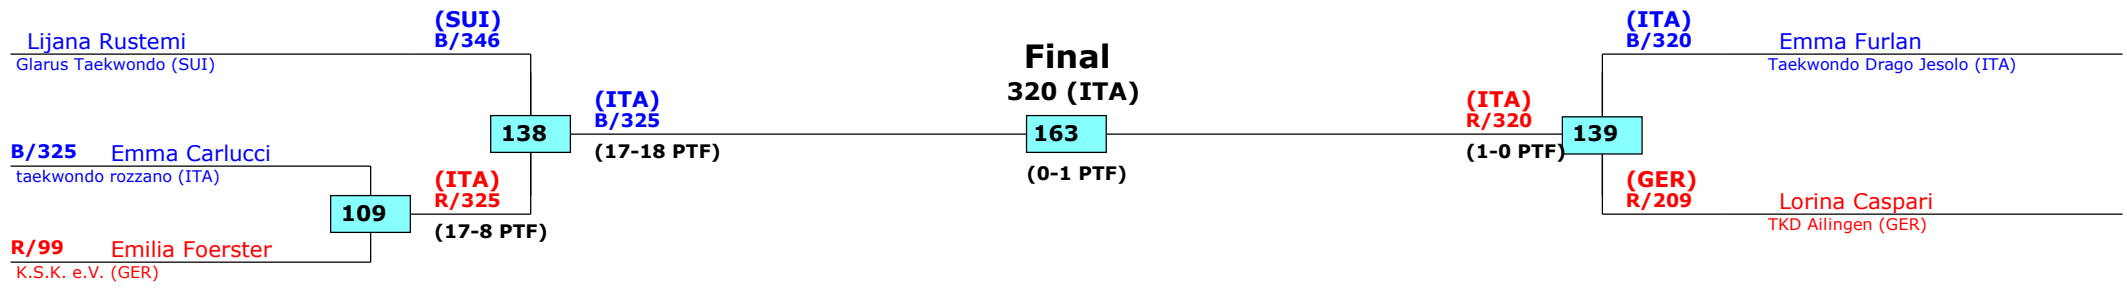 (SUI)
B/346
Lijana Rustemi
Glarus Taekwondo (SUI)
138
(ITA)
B/325
(17-18 PTF)
B/325 Emma Carlucci
taekwondo rozzano (ITA)
109
(ITA)
R/325
(17-8 PTF)
R/99 Emilia Foerster
K.S.K. e.V. (GER)
Final
320 (ITA)
163
(0-1 PTF)
(ITA)
B/320
Emma Furlan
Taekwondo Drago Jesolo (ITA)
(ITA)
R/320
(1-0 PTF)
139
(GER)
R/209
Lorina Caspari
TKD Ailingen (GER)